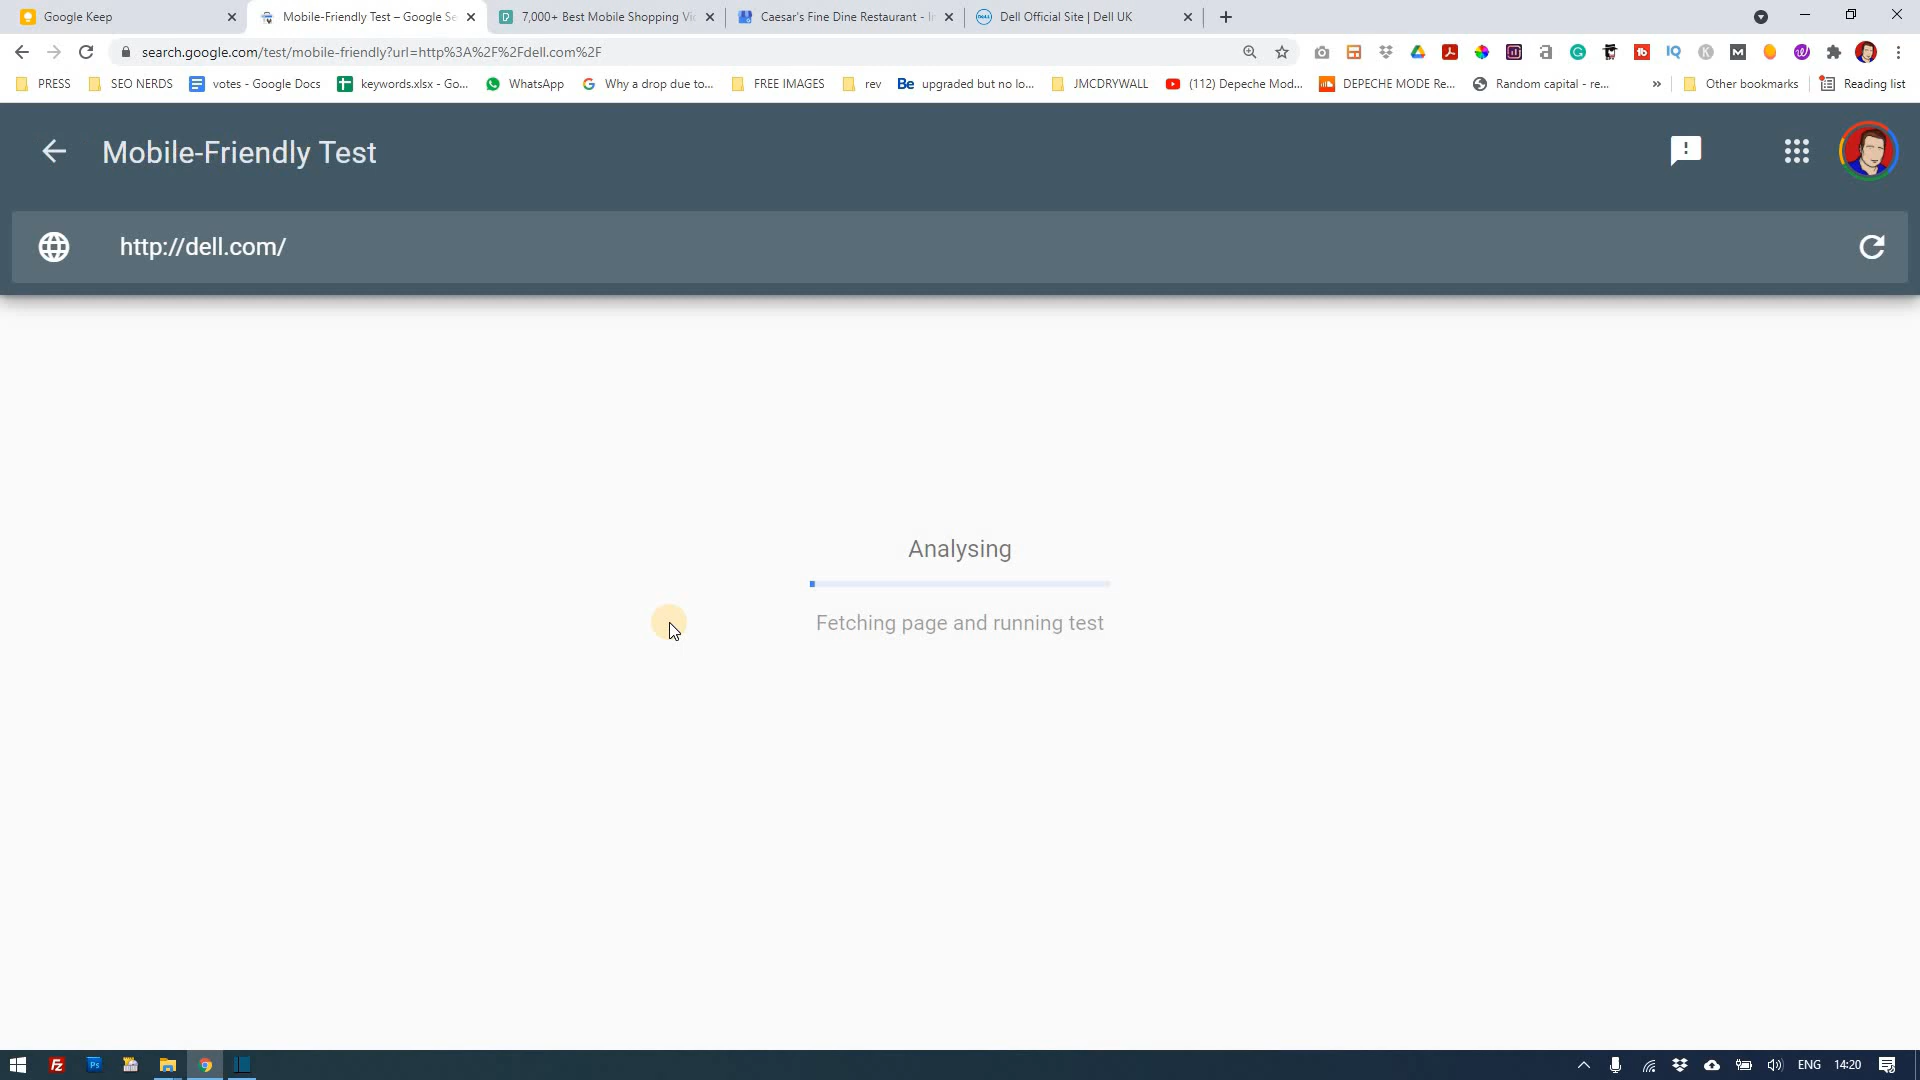 Google Keep
Mobile-Friendly Test – Google Se
7,000+ Best Mobile Shopping Vi
Caesar's Fine Dine Restaurant - I
Dell Official Site | Dell UK
search.google.com/test/mobile-friendly?url=http%3A%2F%2Fdell.com%2F
PRESS
SEO NERDS
votes - Google Docs
keywords.xlsx - Go...
WhatsApp
Why a drop due to...
FREE IMAGES
rev
Bē upgraded but no lo...
JMCDRYWALL
(112) Depeche Mod...
DEPECHE MODE Re...
Random capital - re...
»
Other bookmarks
Reading list
Mobile-Friendly Test
http://dell.com/
Analysing
Fetching page and running test
Fz
Ps
ENG
14:20